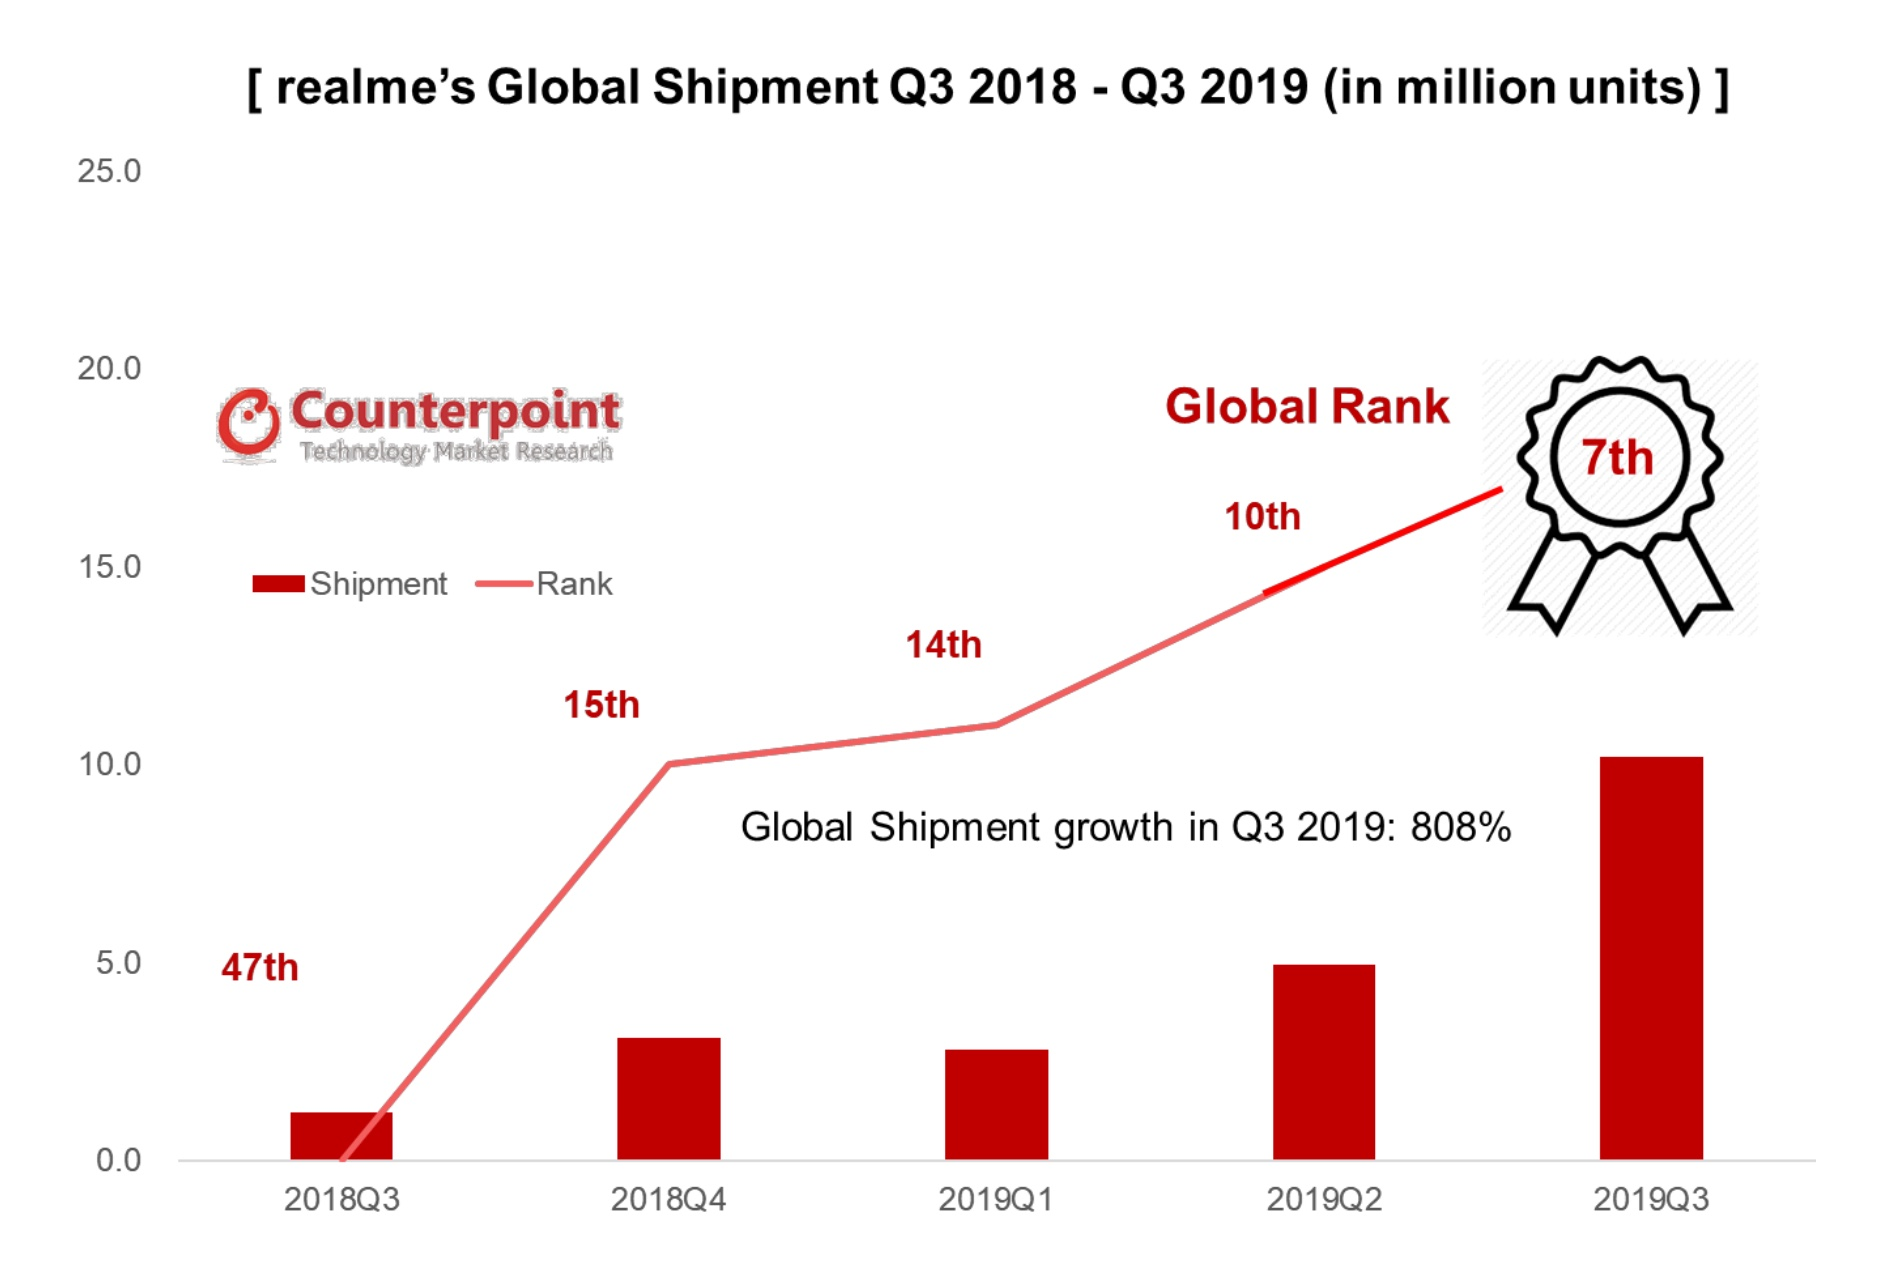 [ realme’s Global Shipment Q3 2018 - Q3 2019 (in million units) ]
25.0
20.0
Counterpoint
Technology Market Research
Global Rank
7th
10th
15.0
Shipment
Rank
14th
15th
10.0
Global Shipment growth in Q3 2019: 808%
5.0
47th
0.0
2018Q3
2018Q4
2019Q1
2019Q2
2019Q3